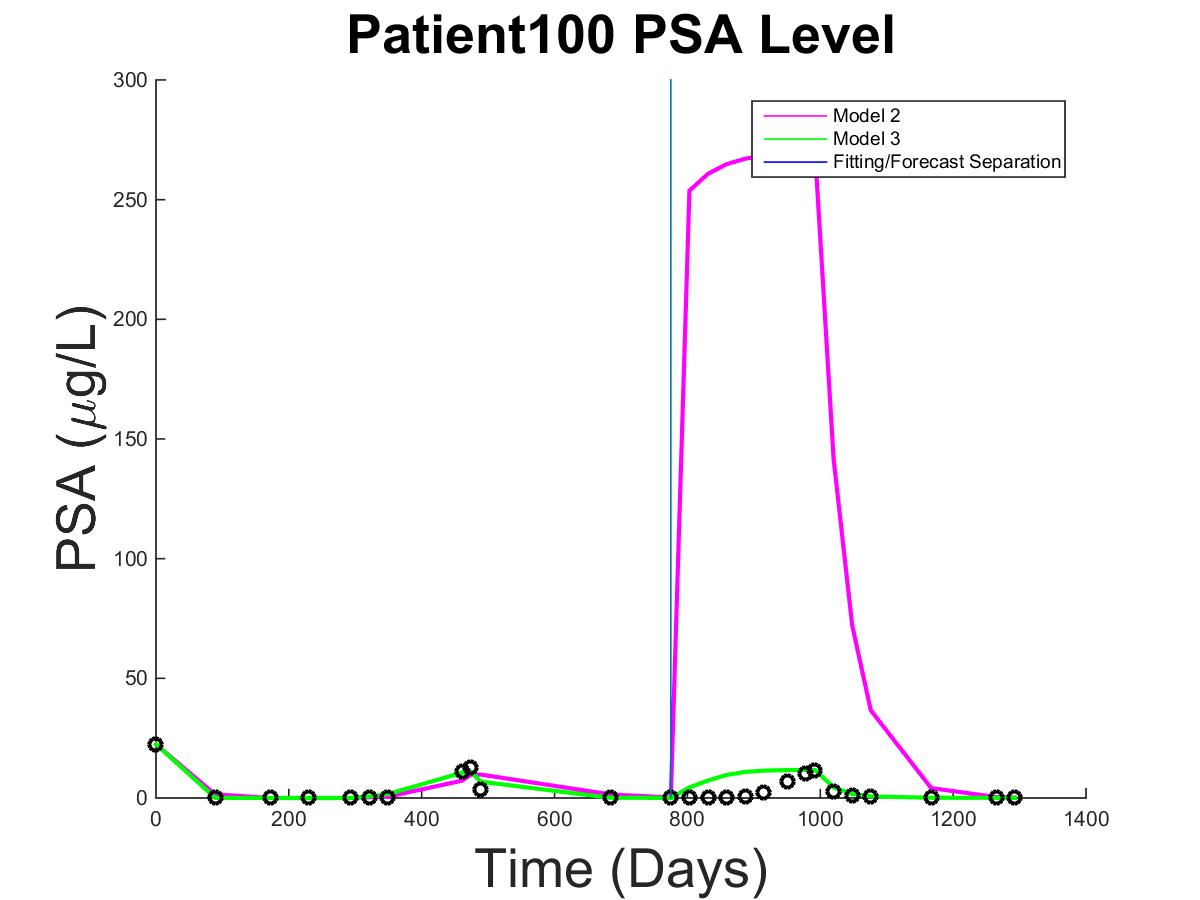 Patient100 PSA Level
300
250
200
150
100
50
0
PSA (μg/L)
Model 2
Model 3
Fitting/Forecast Separation
0 200 400 600 800 1000 1200 1400
Time (Days)